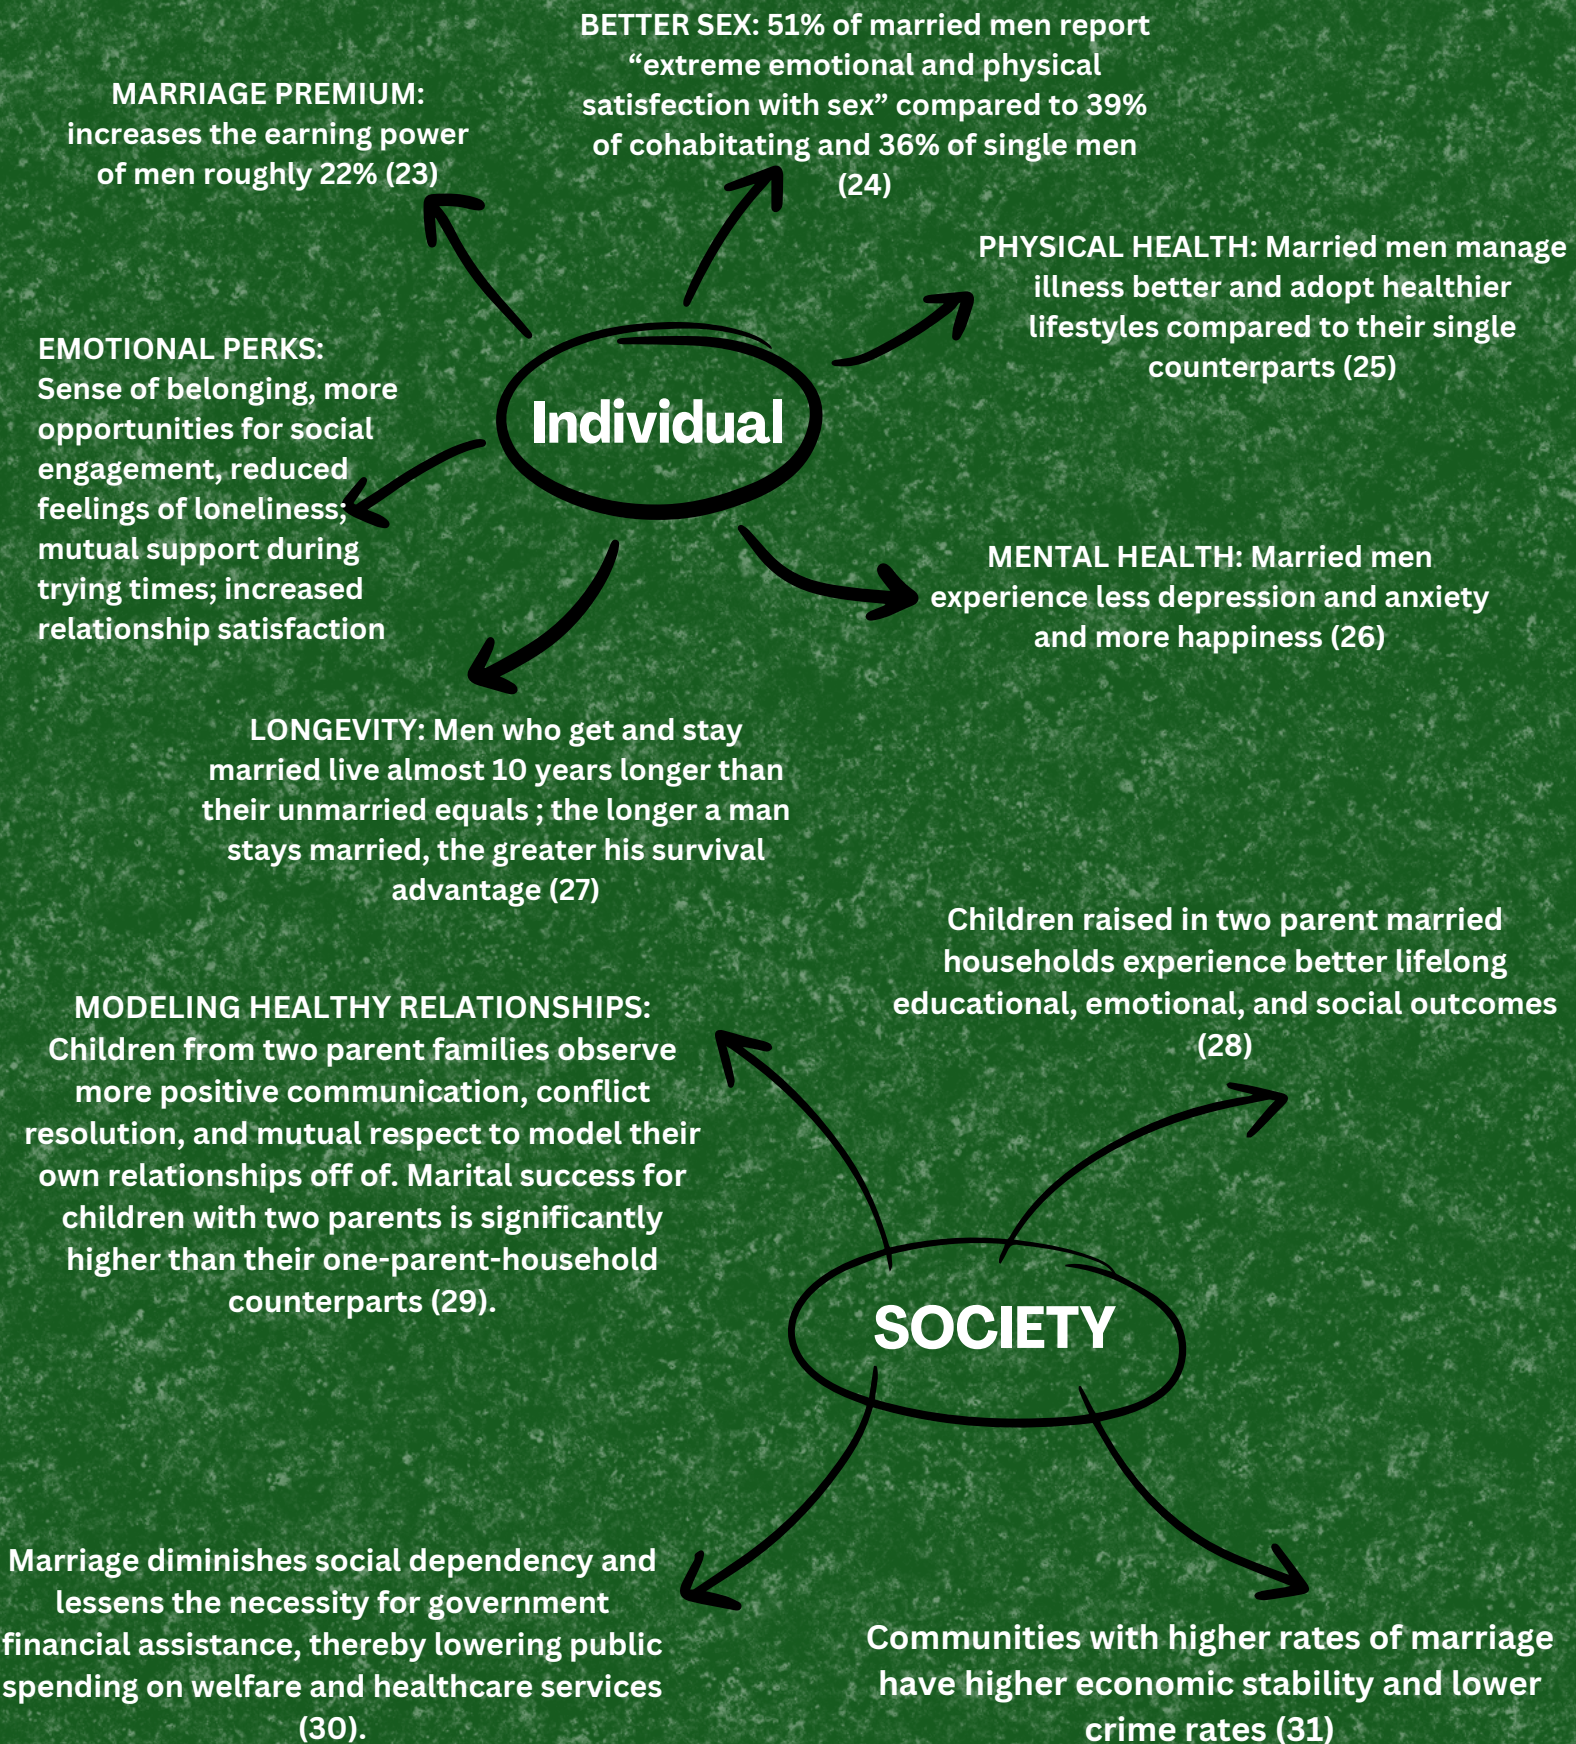 BETTER SEX: 51% of married men report
“extreme emotional and physical
satisfection with sex” compared to 39%
of cohabitating and 36% of single men
(24)
MARRIAGE PREMIUM:
increases the earning power
of men roughly 22% (23)
PHYSICAL HEALTH: Married men manage
illness better and adopt healthier
lifestyles compared to their single
counterparts (25)
EMOTIONAL PERKS:
Sense of belonging, more
opportunities for social
engagement, reduced
feelings of loneliness;
mutual support during
trying times; increased
relationship satisfaction
Individual
MENTAL HEALTH: Married men
experience less depression and anxiety
and more happiness (26)
LONGEVITY: Men who get and stay
married live almost 10 years longer than
their unmarried equals ; the longer a man
stays married, the greater his survival
advantage (27)
Children raised in two parent married
households experience better lifelong
educational, emotional, and social outcomes
(28)
MODELING HEALTHY RELATIONSHIPS:
Children from two parent families observe
more positive communication, conflict
resolution, and mutual respect to model their
own relationships off of. Marital success for
children with two parents is significantly
higher than their one-parent-household
counterparts (29).
SOCIETY
Marriage diminishes social dependency and
lessens the necessity for government
financial assistance, thereby lowering public
spending on welfare and healthcare services
(30).
Communities with higher rates of marriage
have higher economic stability and lower
crime rates (31)